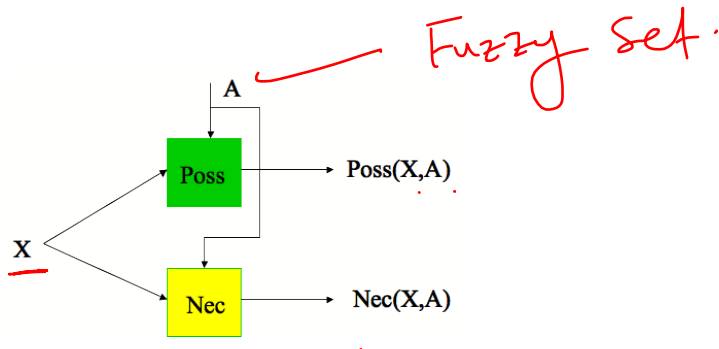 Fuzzy set.
A
Poss
Poss(X,A)
X
Nec
Nec(X,A)